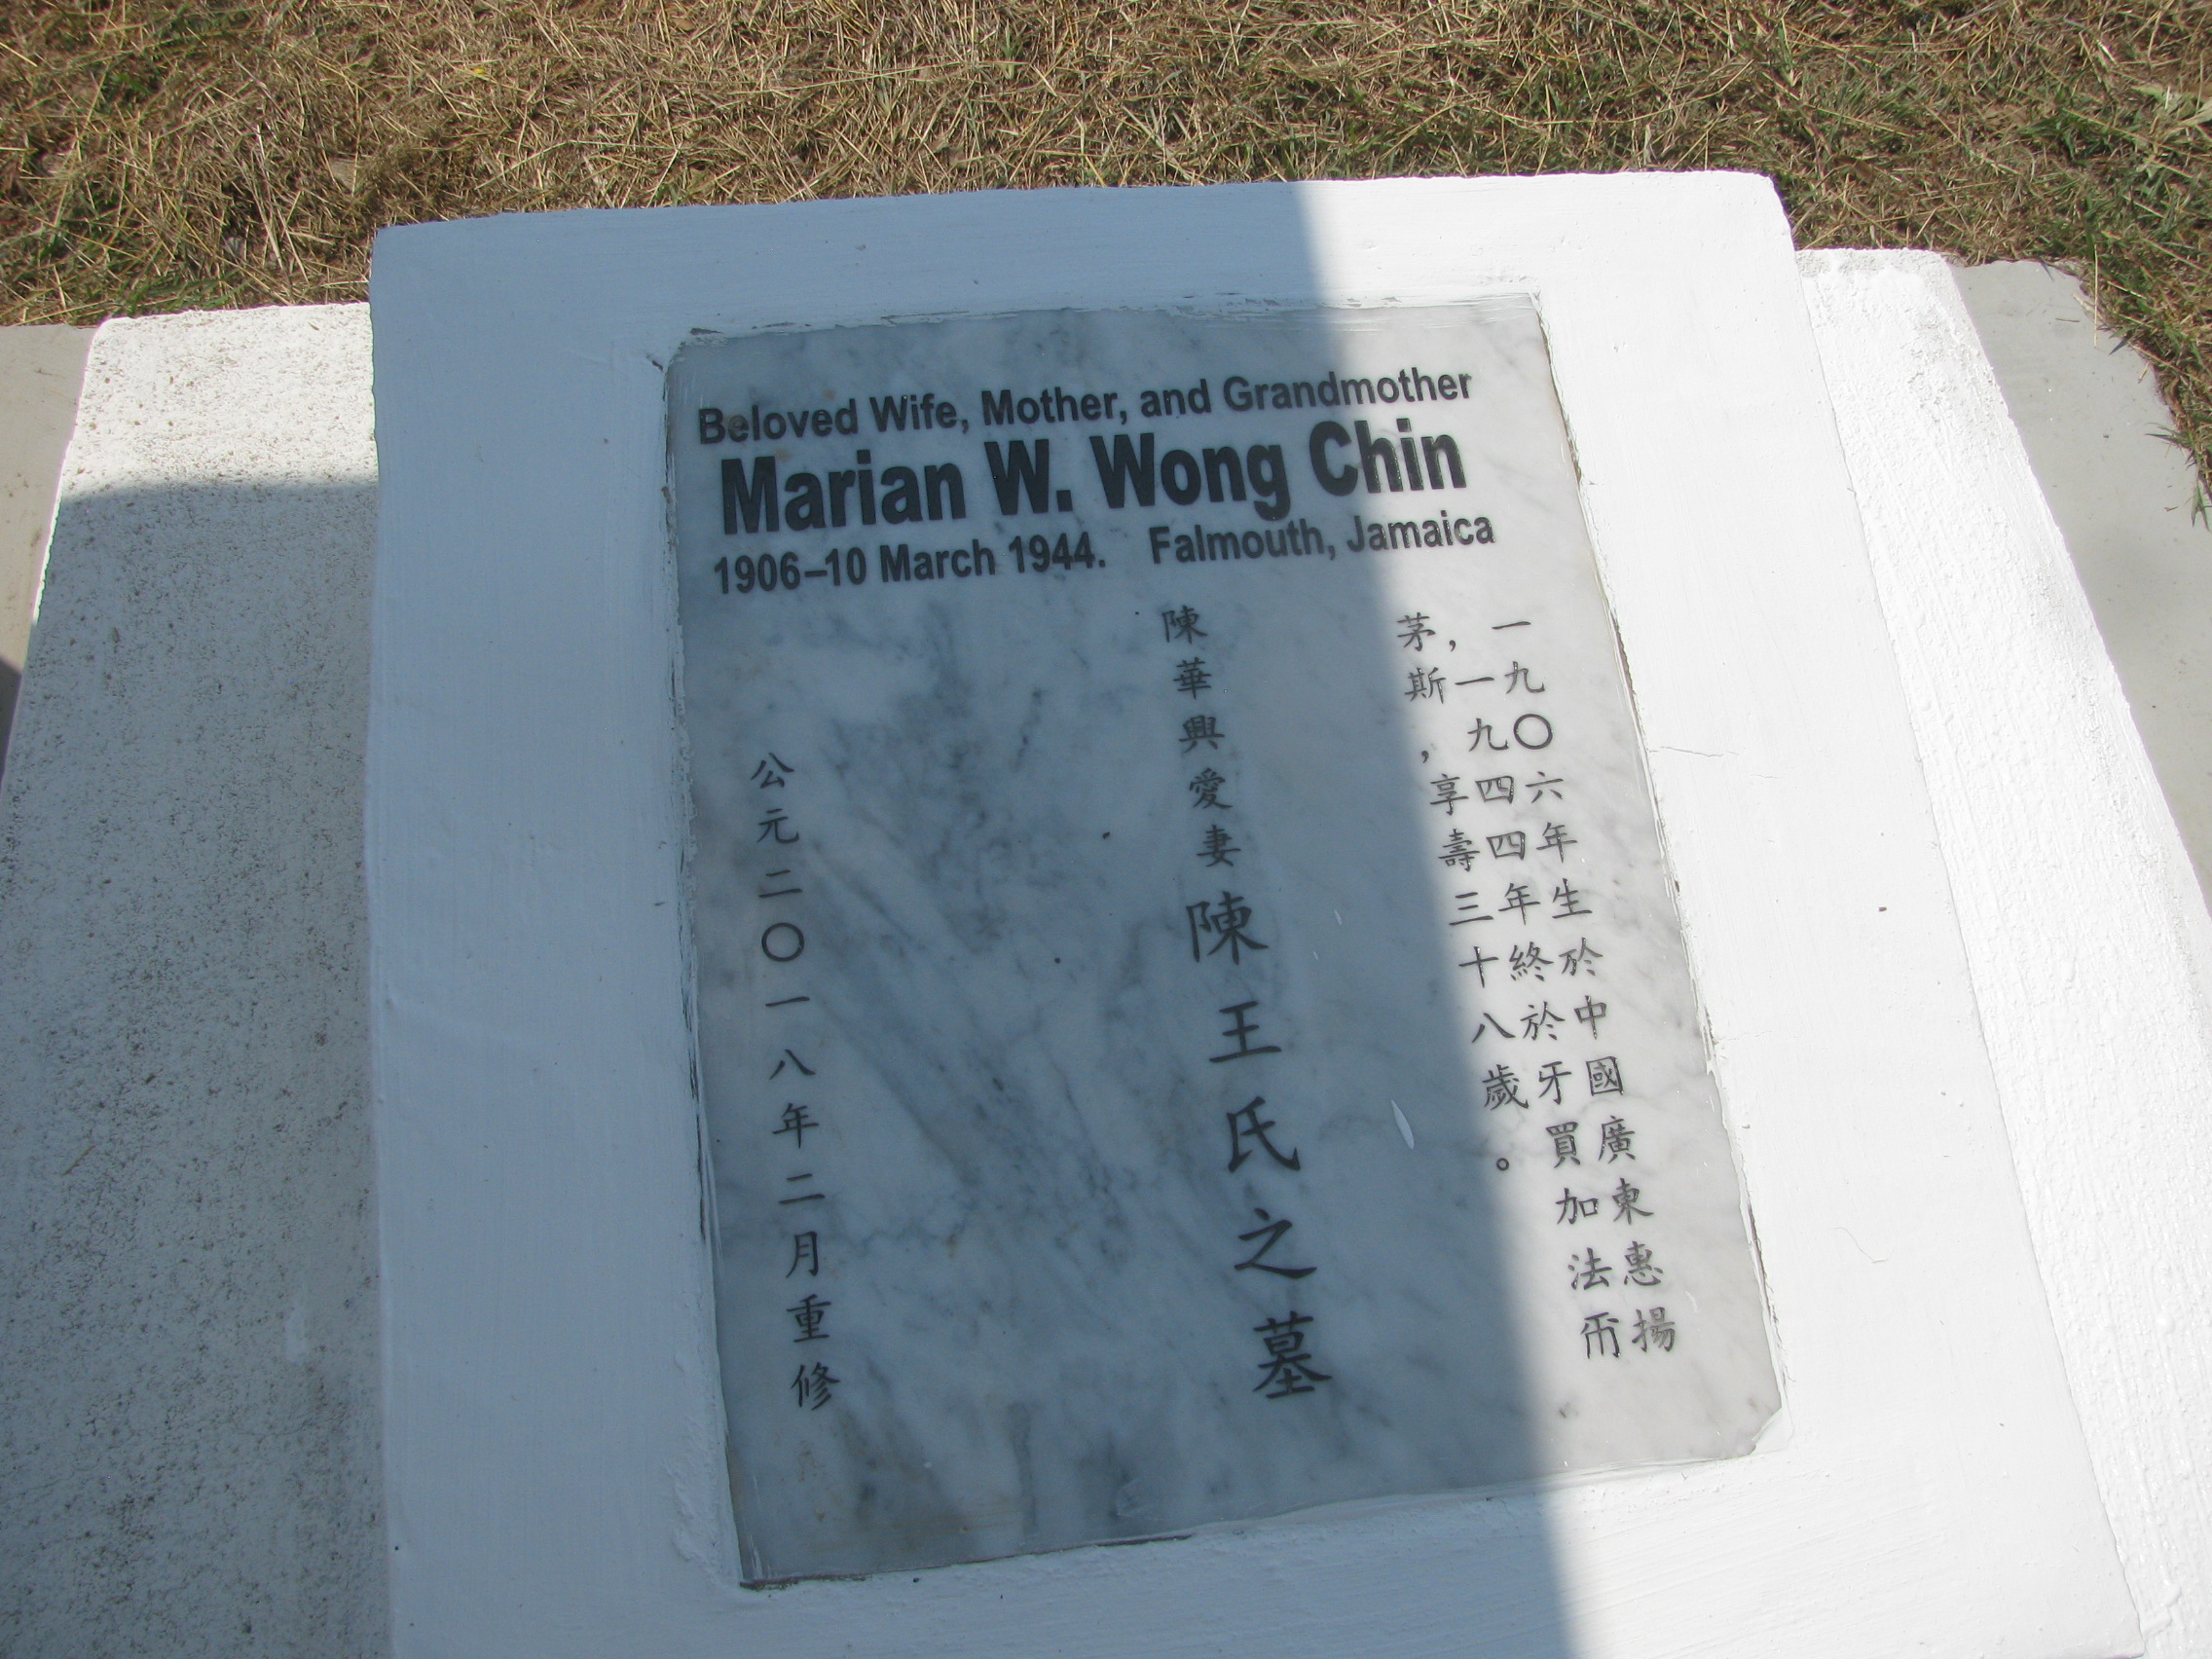 Beloved Wife, Mother, and Grandmother
Marian W. Wong Chin
1906–10 March 1944. Falmouth, Jamaica
一九〇六年生於中國廣東惠揚
，一九四四年終於牙買加法帀
茅斯，享壽三十八歲。
陳華興愛妻陳王氏之墓
公元二〇一八年二月重修